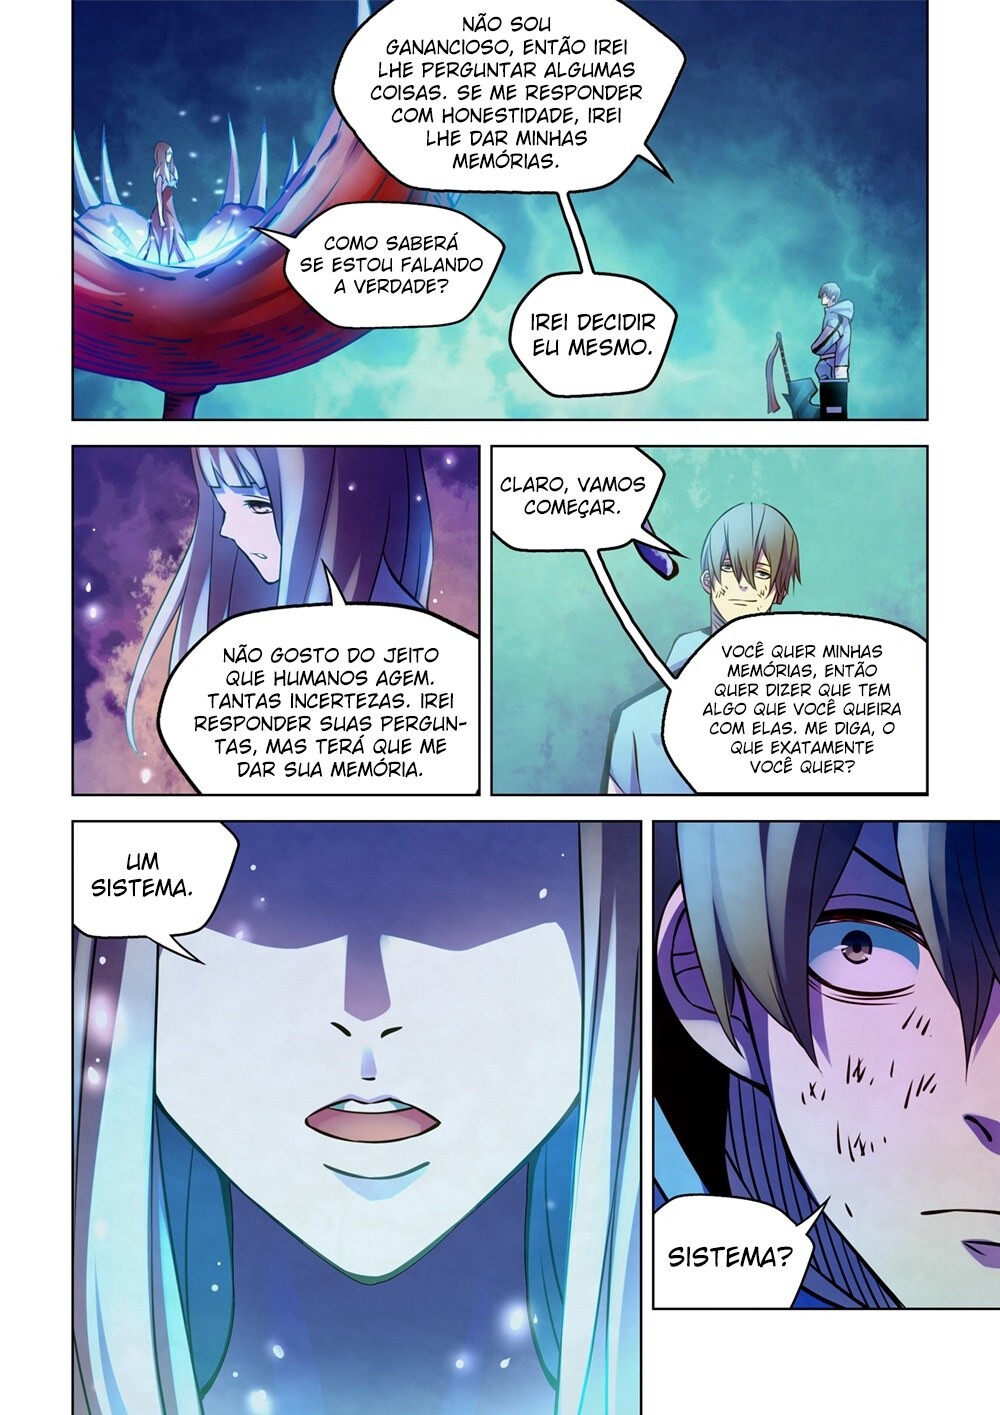 NÃO SOU
GANANCIOSO, ENTÃO IREI
LHE PERGUNTAR ALGUMAS
COISAS. SE ME RESPONDER
COM HONESTIDADE, IREI
LHE DAR MINHAS
MEMÓRIAS.
COMO SABERÁ
SE ESTOU FALANDO
A VERDADE?
IREI DECIDIR
EU MESMO.
NÃO GOSTO DO JEITO
QUE HUMANOS AGEM.
TANTAS INCERTEZAS. IREI
RESPONDER SUAS PERGUN-
TAS, MAS TERÁ QUE ME
DAR SUA MEMÓRIA.
CLARO, VAMOS
COMEÇAR.
VOCÊ QUER MINHAS
MEMÓRIAS, ENTÃO
QUER DIZER QUE TEM
ALGO QUE VOCÊ QUEIRA
COM ELAS. ME DIGA, O
QUE EXATAMENTE
VOCÊ QUER?
UM
SISTEMA.
SISTEMA?